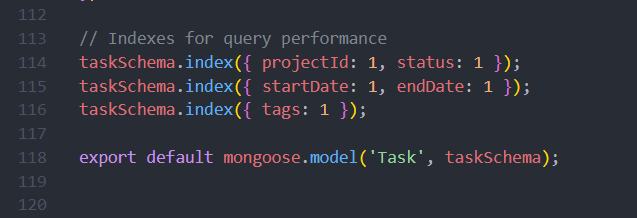 112
113 // Indexes for query performance
114 taskSchema.index({ projectId: 1, status: 1 });
115 taskSchema.index({ startDate: 1, endDate: 1 });
116 taskSchema.index({ tags: 1 });
117
118 export default mongoose.model('Task', taskSchema);
119
120